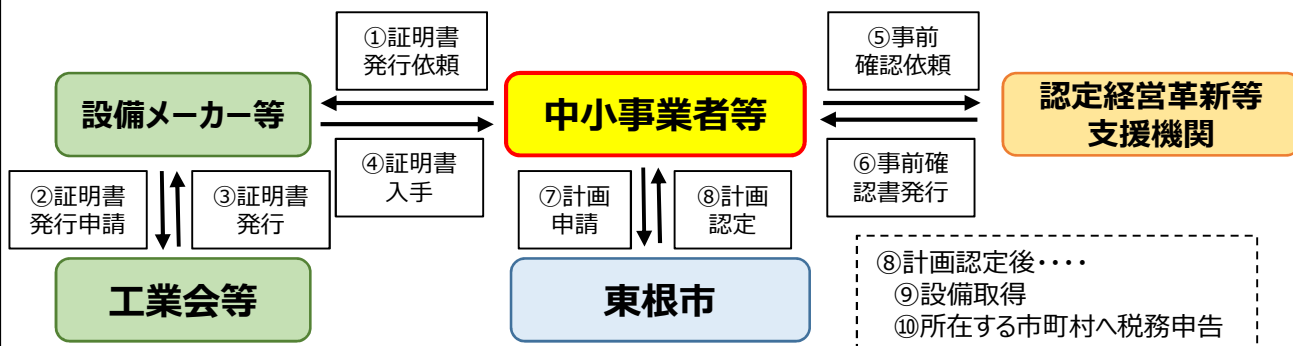 ①証明書
発行依頼
⑤事前
確認依頼
設備メーカー等
中小事業者等
認定経営革新等
支援機関
④証明書
入手
⑥事前確
認書発行
②証明書
発行申請
③証明書
発行
⑦計画
申請
⑧計画
認定
工業会等
東根市
⑧計画認定後・・・・
⑨設備取得
⑩所在する市町村へ税務申告